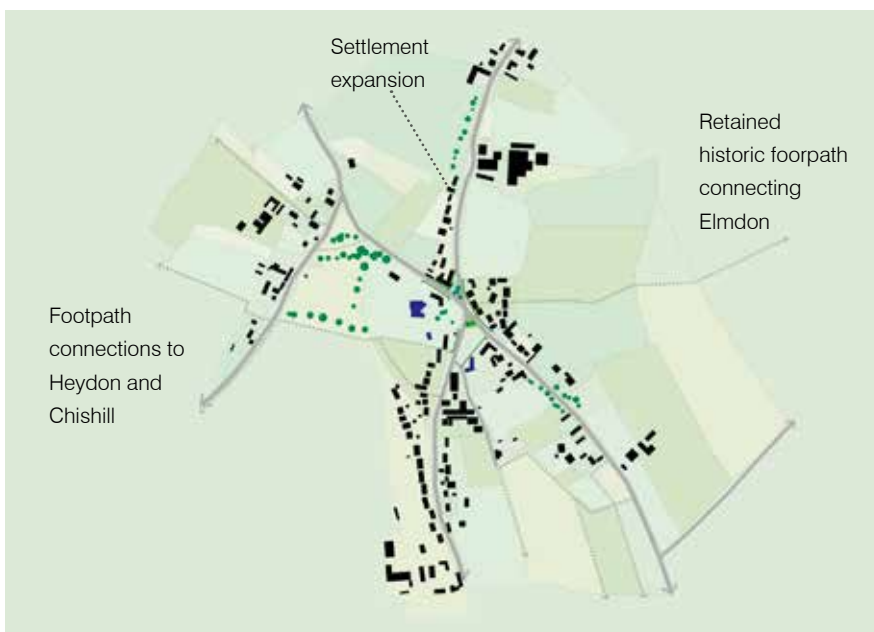 Settlement
expansion
Retained
historic foorpath
connecting
Elmdon
Footpath
connections to
Heydon and
Chishill